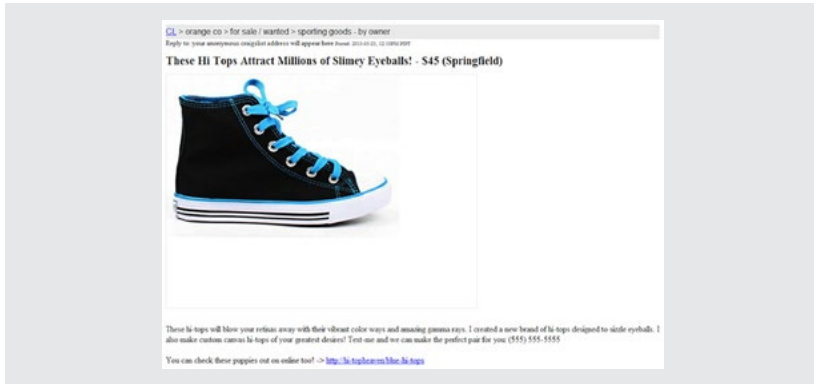 CL > orange co > for sale / wanted > sporting goods - by owner
Reply to: your anonymous craigslist address will appear here
These Hi Tops Attract Millions of Slimey Eyeballs! - $45 (Springfield)
These hi-tops will blow your retinas away with their vibrant color ways and amazing gamma rays. I created a new brand of hi-tops designed to sizzle eyeballs. I
also make custom canvas hi-tops of your greatest desires! Text-me and we can make the perfect pair for you: (555) 555-5555
You can check these puppies out on online too! -> http://hi-topheaven/blue-hi-tops